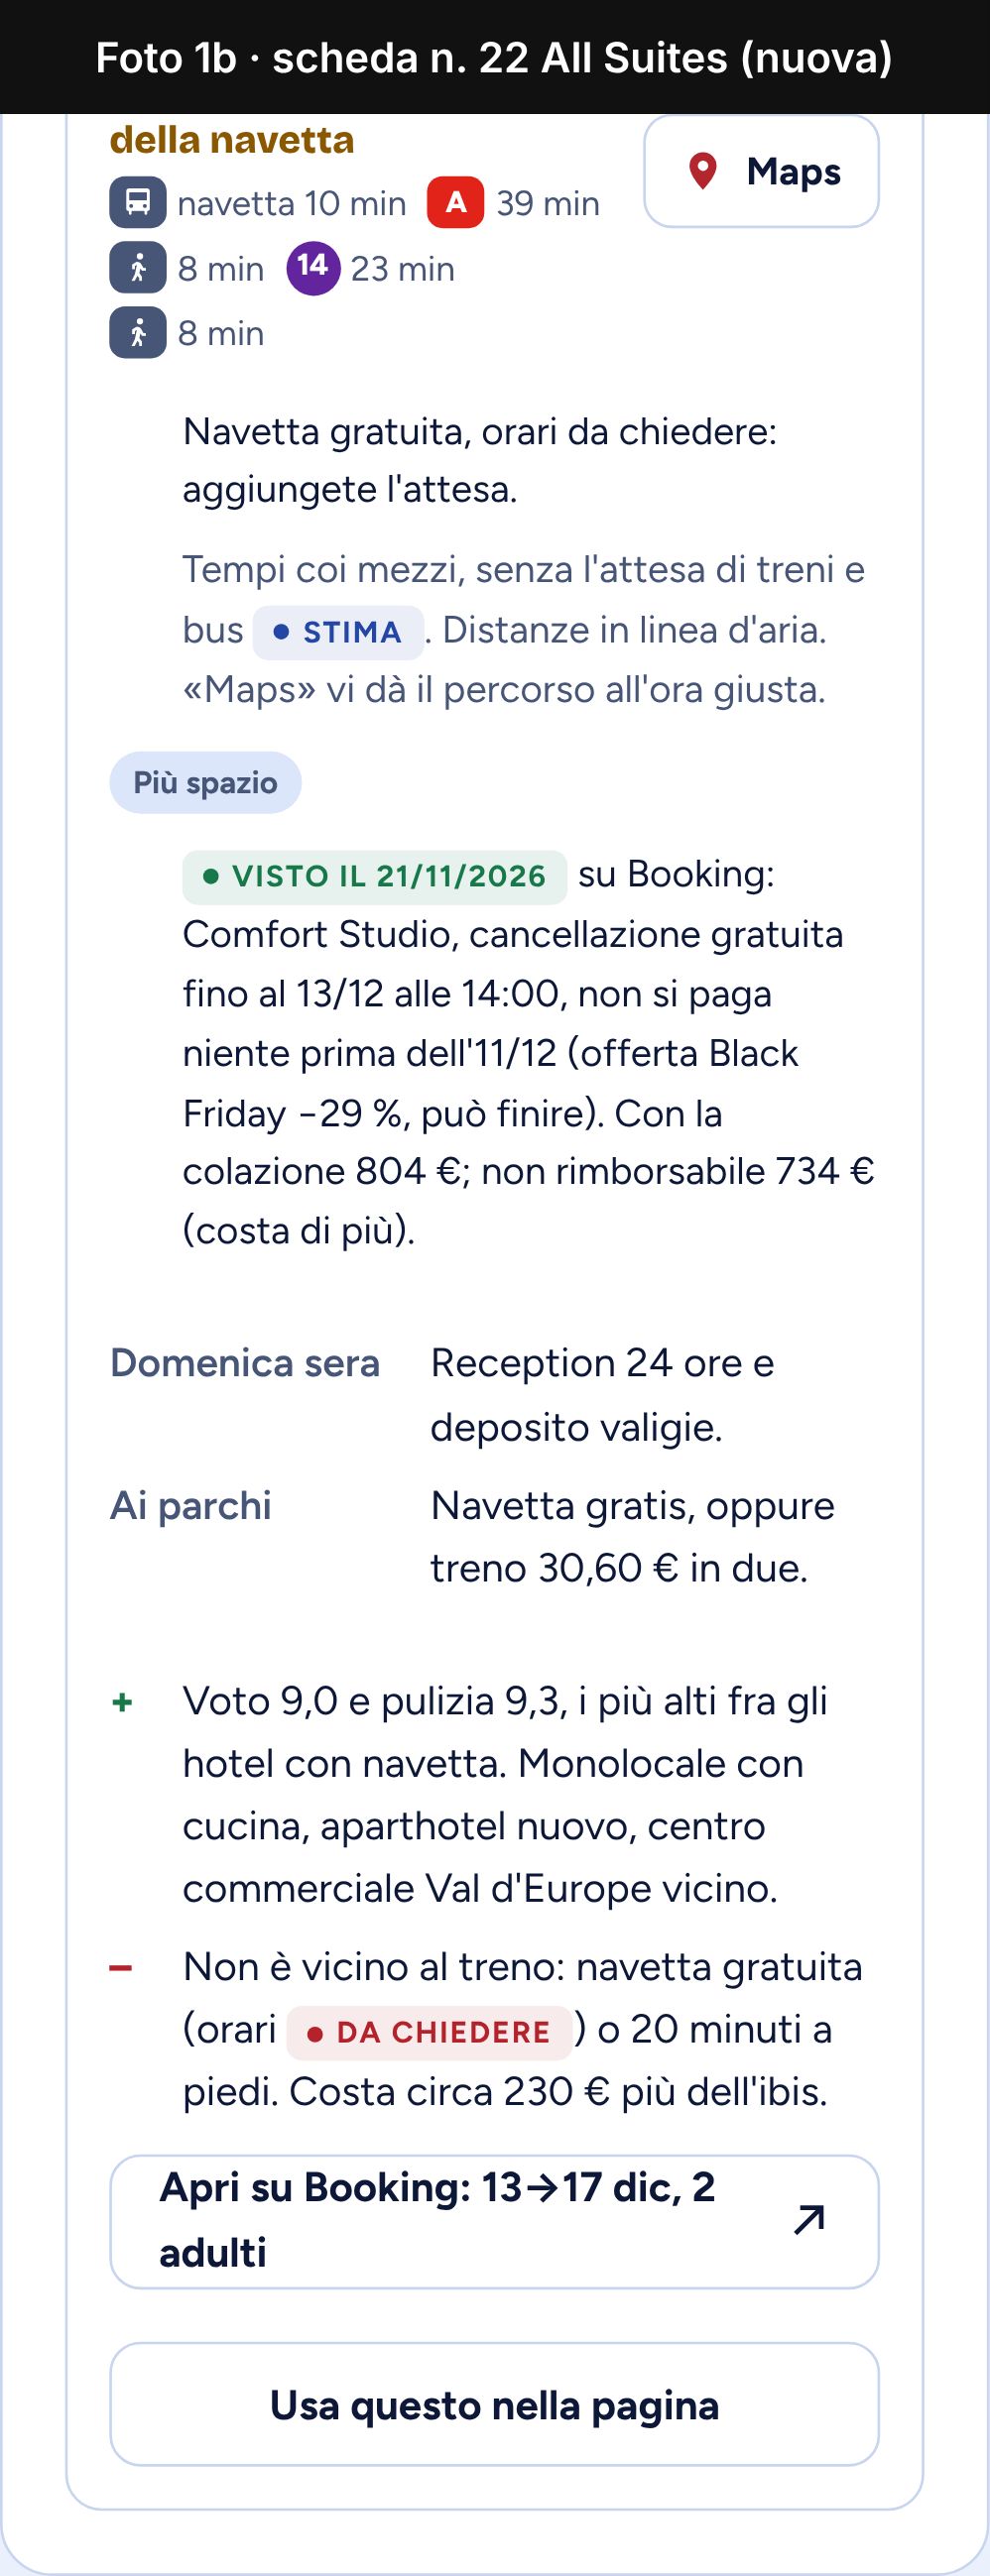 Foto 1b · scheda n. 22 All Suites (nuova)
della navetta
Maps
navetta 10 min A 39 min
8 min 14 23 min
8 min
Navetta gratuita, orari da chiedere:
aggiungete l'attesa.
Tempi coi mezzi, senza l'attesa di treni e
bus • STIMA . Distanze in linea d'aria.
«Maps» vi dà il percorso all'ora giusta.
Più spazio
• VISTO IL 21/11/2026 su Booking:
Comfort Studio, cancellazione gratuita
fino al 13/12 alle 14:00, non si paga
niente prima dell'11/12 (offerta Black
Friday −29 %, può finire). Con la
colazione 804 €; non rimborsabile 734 €
(costa di più).
Domenica sera Reception 24 ore e
deposito valigie.
Ai parchi Navetta gratis, oppure
treno 30,60 € in due.
+ Voto 9,0 e pulizia 9,3, i più alti fra gli
hotel con navetta. Monolocale con
cucina, aparthotel nuovo, centro
commerciale Val d'Europe vicino.
− Non è vicino al treno: navetta gratuita
(orari • DA CHIEDERE ) o 20 minuti a
piedi. Costa circa 230 € più dell'ibis.
Apri su Booking: 13→17 dic, 2
adulti ↗
Usa questo nella pagina